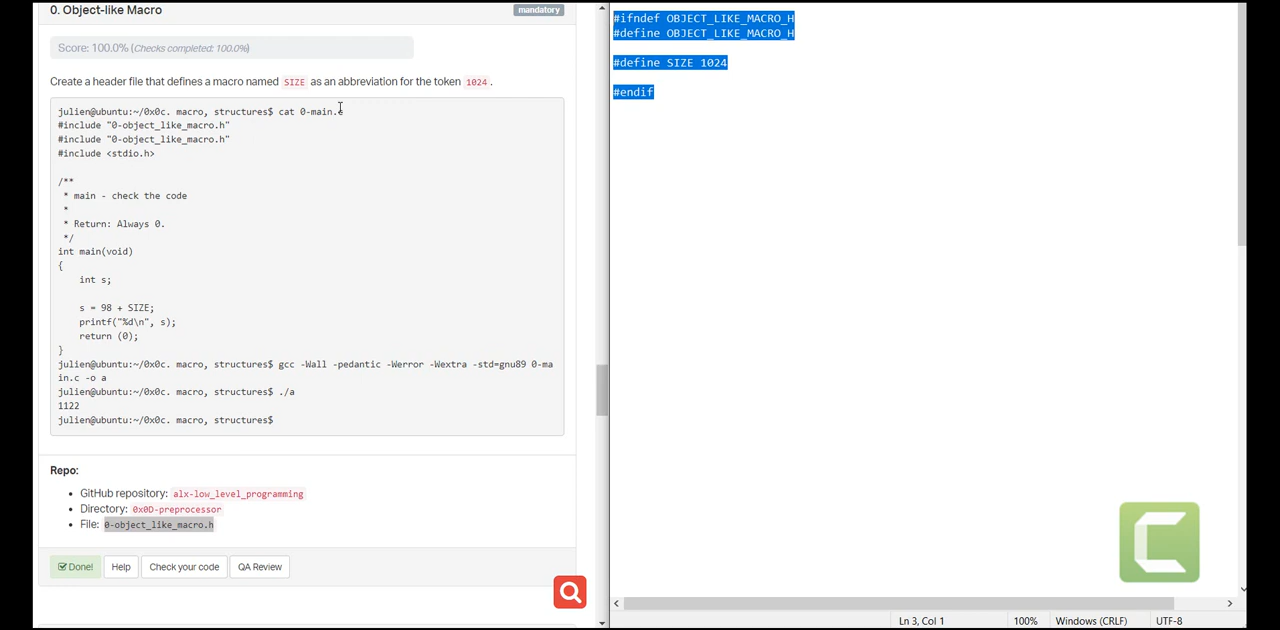 0. Object-like Macro
mandatory
Score: 100.0% (Checks completed: 100.0%)
Create a header file that defines a macro named SIZE as an abbreviation for the token 1024.
julien@ubuntu:~/0x0c. macro, structures$ cat 0-main.c
#include "0-object_like_macro.h"
#include "0-object_like_macro.h"
#include <stdio.h>
/**
* main - check the code
*
* Return: Always 0.
*/
int main(void)
{
int s;
s = 98 + SIZE;
printf("%d\n", s);
return (0);
}
julien@ubuntu:~/0x0c. macro, structures$ gcc -Wall -pedantic -Werror -Wextra -std=gnu89 0-ma
in.c -o a
julien@ubuntu:~/0x0c. macro, structures$ ./a
1122
julien@ubuntu:~/0x0c. macro, structures$
Repo:
GitHub repository: alx-low_level_programming
Directory: 0x0D-preprocessor
File: 0-object_like_macro.h
Done! Help Check your code QA Review
#ifndef OBJECT_LIKE_MACRO_H
#define OBJECT_LIKE_MACRO_H
#define SIZE 1024
#endif
Ln 3, Col 1 100% Windows (CRLF) UTF-8